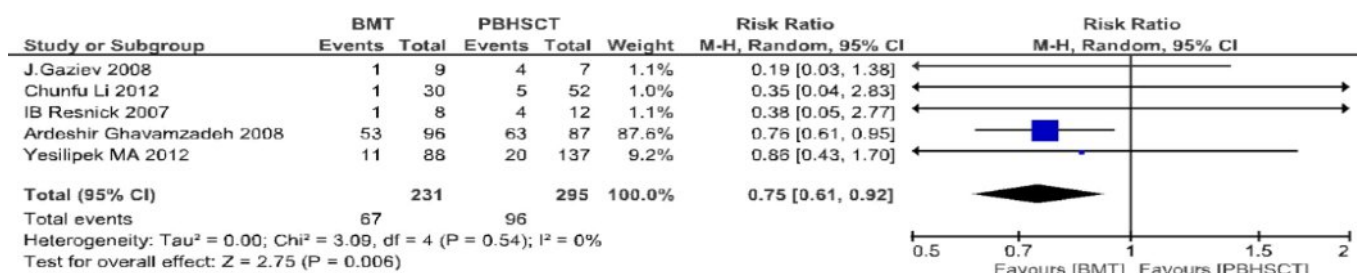 BMT PBHSCT Risk Ratio Risk Ratio
Study or Subgroup Events Total Events Total Weight M-H, Random, 95% CI M-H, Random, 95% CI
J.Gaziev 2008 1 9 4 7 1.1% 0.19 [0.03, 1.38]
Chunfu Li 2012 1 30 5 52 1.0% 0.35 [0.04, 2.83]
IB Resnick 2007 1 8 4 12 1.1% 0.38 [0.05, 2.77]
Ardeshir Ghavamzadeh 2008 53 96 63 87 87.6% 0.76 [0.61, 0.95]
Yesilipek MA 2012 11 88 20 137 9.2% 0.86 [0.43, 1.70]
Total (95% CI) 231 295 100.0% 0.75 [0.61, 0.92]
Total events 67 96
Heterogeneity: Tau² = 0.00; Chi² = 3.09, df = 4 (P = 0.54); I² = 0%
Test for overall effect: Z = 2.75 (P = 0.006)
0.5 0.7 1 1.5 2
Favours [BMT] Favours [PBHSCT]